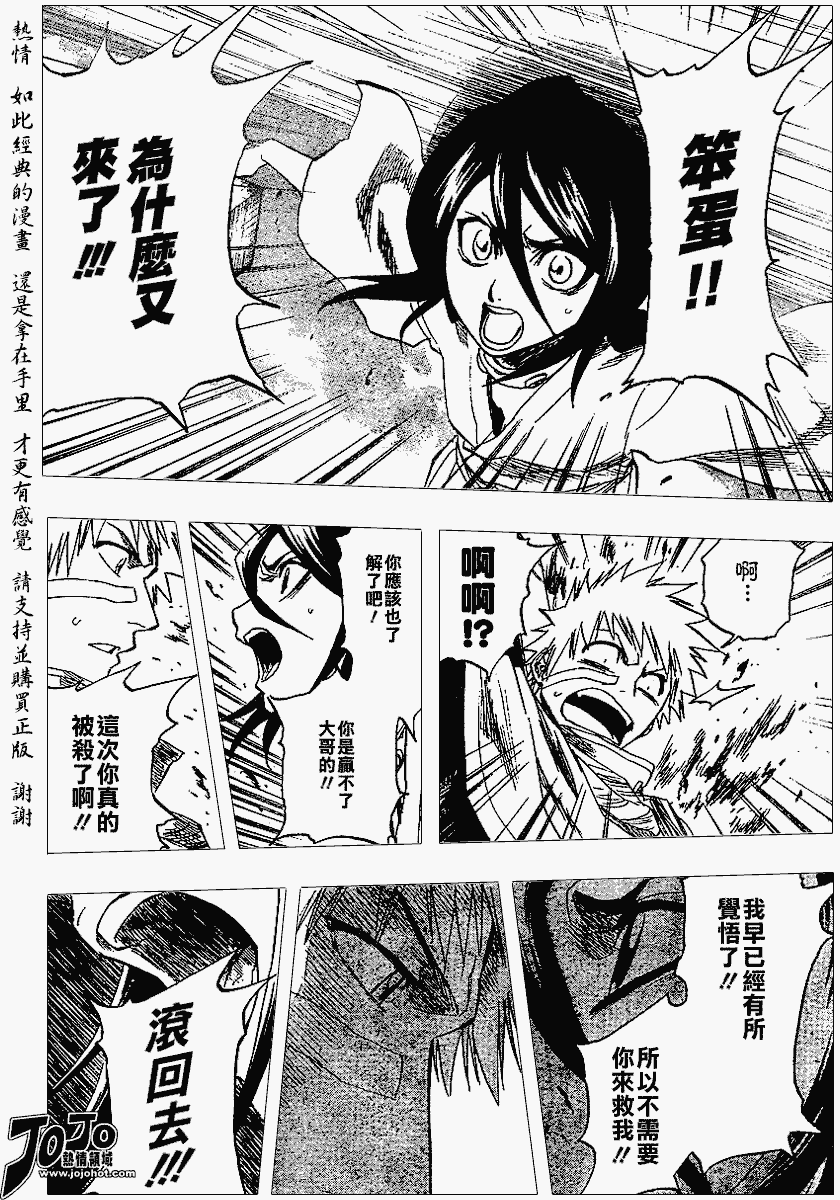 笨蛋!!
為什麼又
來了!!!
啊…
啊啊!?
你應該也了
解了吧!
你是贏不了
大哥的!!
這次你真的
被殺了啊!!
我早已經有所
覺悟了!!
所以不需要
你來救我!!
滾回去!!!
熱情 如此經典的漫畫 還是拿在手里 才更有感覺 請支持並購買正版 謝謝
JOJO
熱情領域
www.jojohot.com